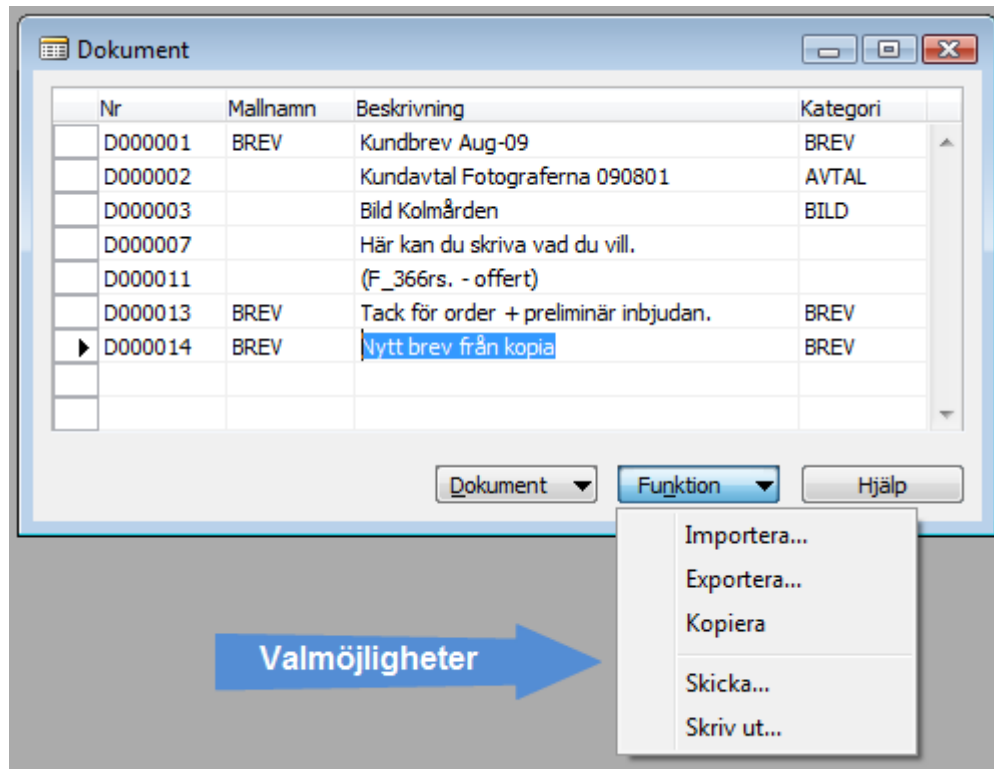 Dokument
Nr Mallnamn Beskrivning Kategori
D000001 BREV Kundbrev Aug-09 BREV
D000002 Kundavtal Fotograferna 090801 AVTAL
D000003 Bild Kolmården BILD
D000007 Här kan du skriva vad du vill.
D000011 (F_366rs. - offert)
D000013 BREV Tack för order + preliminär inbjudan. BREV
D000014 BREV Nytt brev från kopia BREV
Dokument Funktion Hjälp
Importera...
Exportera...
Kopiera
Valmöjligheter
Skicka...
Skriv ut...